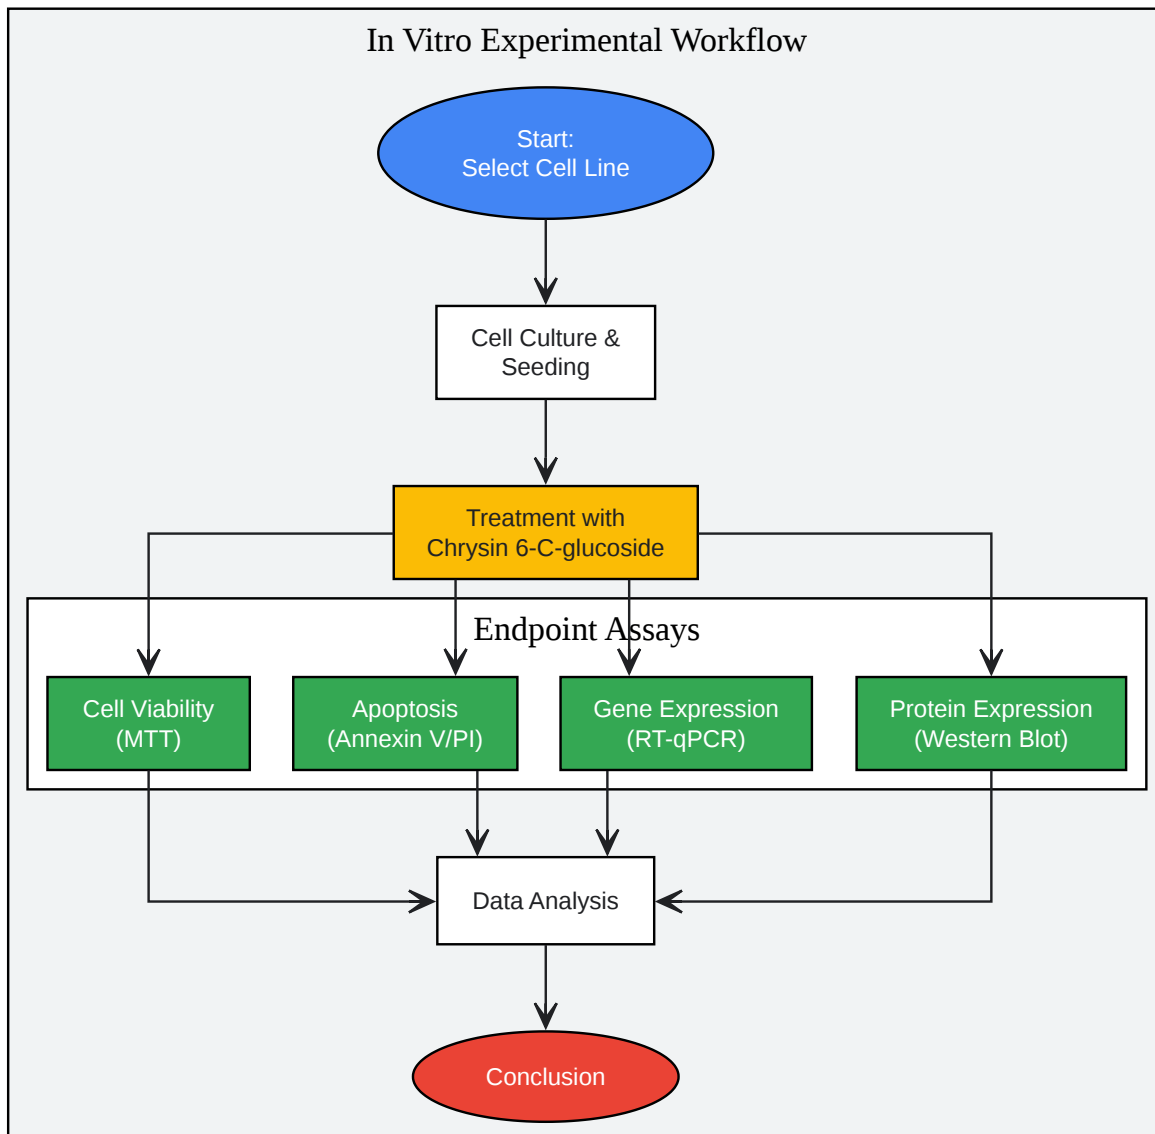 In Vitro Experimental Workflow
Start:
Select Cell Line
Cell Culture &
Seeding
Treatment with
Chrysin 6-C-glucoside
Endpoint Assays
Cell Viability
(MTT)
Apoptosis
(Annexin V/PI)
Gene Expression
(RT-qPCR)
Protein Expression
(Western Blot)
Data Analysis
Conclusion